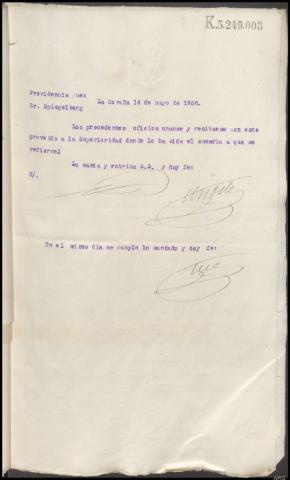 K.5.249.003
Providencia Juez
La Coruña 14 de mayo de 1936.
Sr. Spiegelberg
Los precedentes oficios unanse y remitanse con este
proveido a la Superioridad donde lo ha sido el sumario a que se
refieren;
Lo mandó y rubrica S.S. y doy fe:
E/.
En el mismo dia se cumple lo mandado y doy fe: